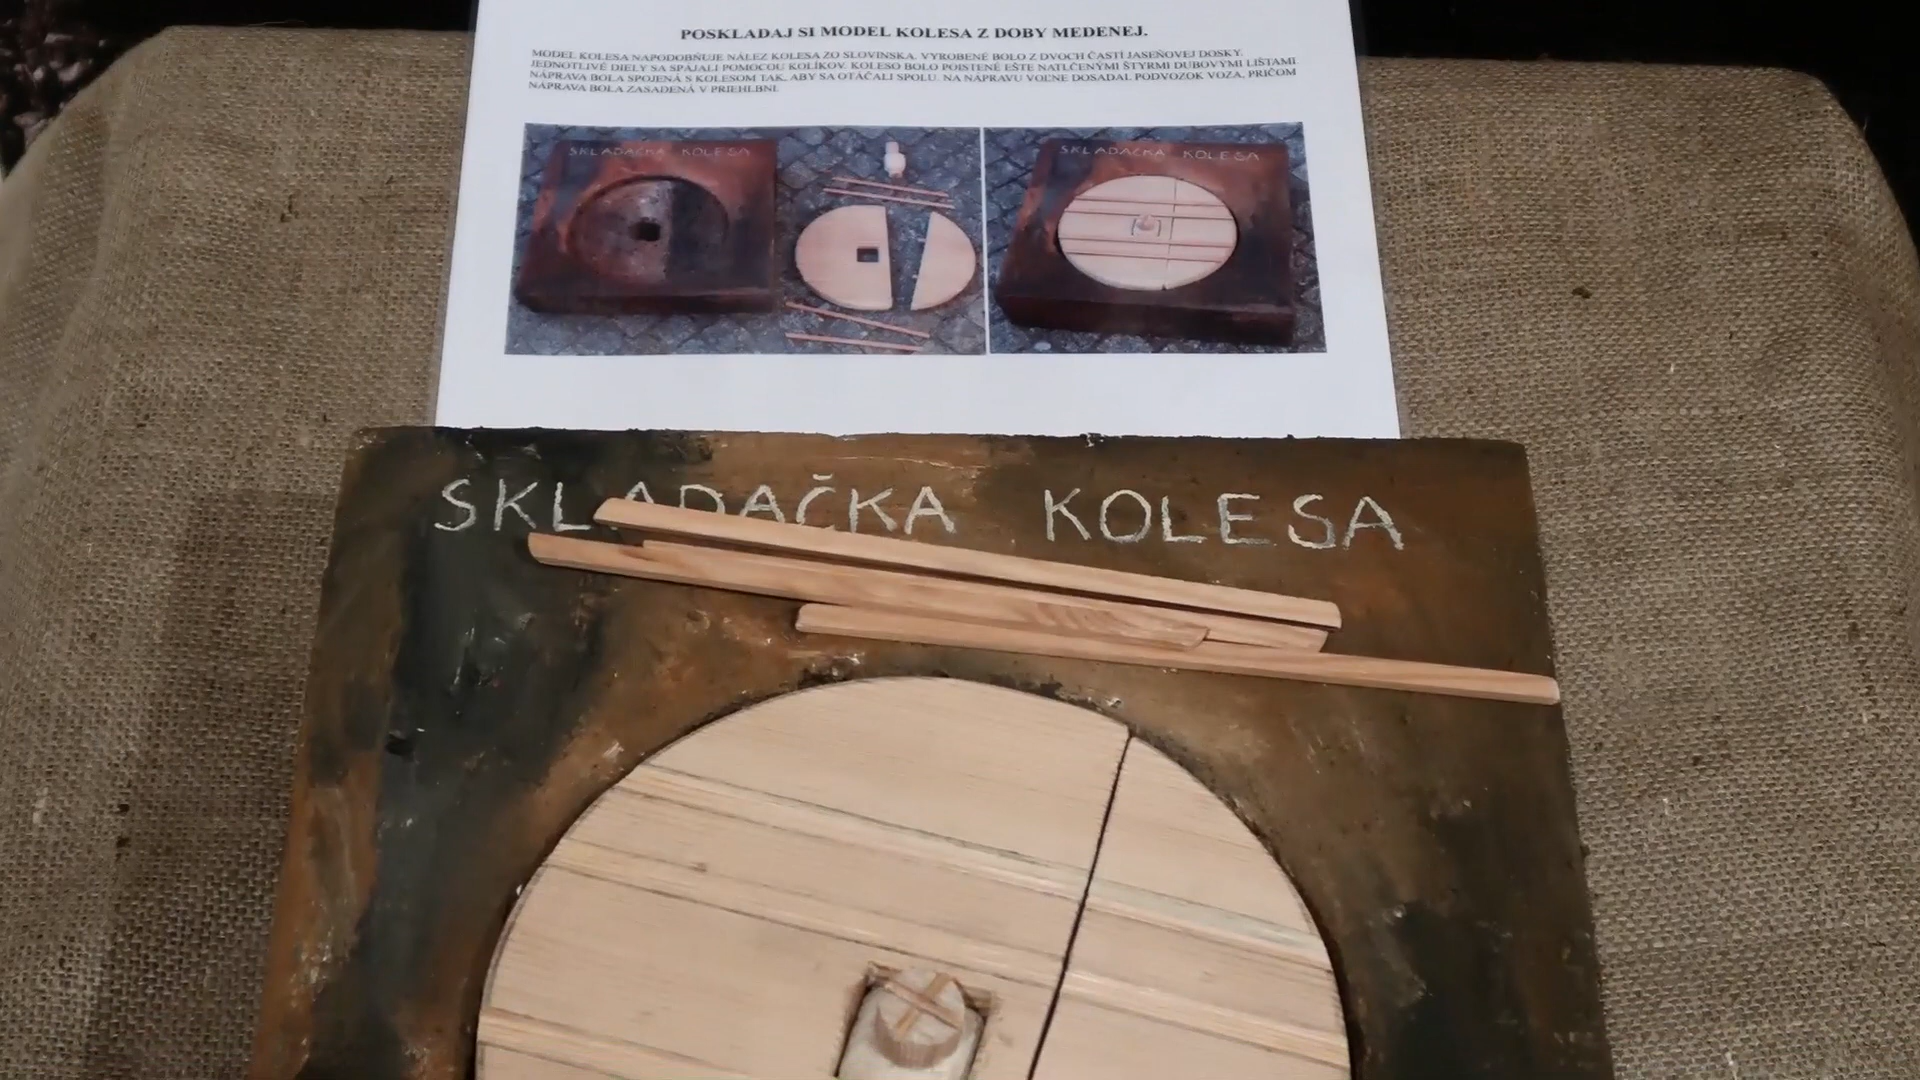 POSKLADAJ SI MODEL KOLESA Z DOBY MEDENEJ.
MODEL KOLESA NAPODOBŇUJE NÁLEZ KOLESA ZO SLOVINSKA. VYROBENÉ BOLO Z DVOCH ČASTÍ JASEŇOVEJ DOSKY.
JEDNOTLIVÉ DIELY SA SPÁJALI POMOCOU KOLÍKOV. KOLESO BOLO POISTENÉ EŠTE NATLČENÝMI ŠTYRMI DUBOVÝMI LIŠTAMI
NÁPRAVA BOLA SPOJENÁ S KOLESOM TAK, ABY SA OTÁČALI SPOLU. NA NÁPRAVU VOĽNE DOSADAL PODVOZOK VOZA, PRIČOM
NÁPRAVA BOLA ZASADENÁ V PRIEHLBNI.
SKLADAČKA KOLESA
SKLADAČKA KOLESA
SKLADAČKA KOLESA